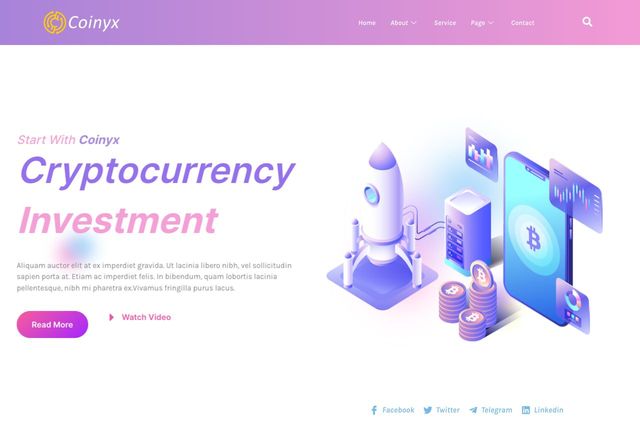 Coinyx
Home About Service Page Contact
Start With Coinyx
Cryptocurrency
Investment
Aliquam auctor elit at ex imperdiet gravida. Ut lacinia libero nibh, vel sollicitudin
sapien porta at. Etiam ac imperdiet felis. In bibendum, quam lobortis lacinia
pellentesque, nibh mi pharetra ex.Vivamus fringilla purus lacus.
Read More
Watch Video
Facebook Twitter Telegram Linkedin